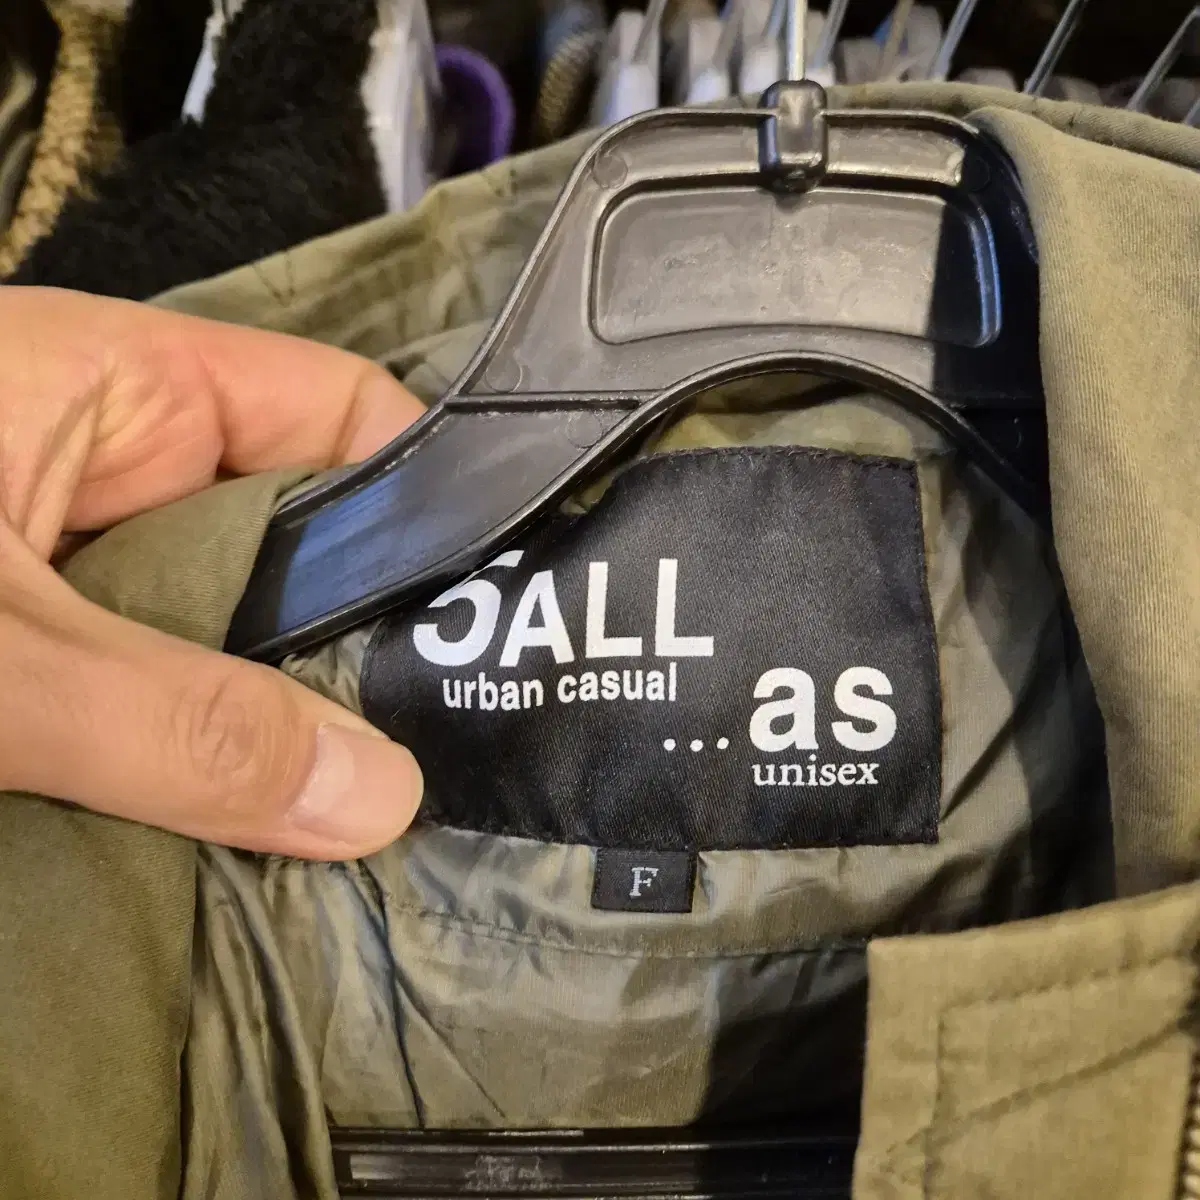 5ALL
urban casual
...as
unisex
F